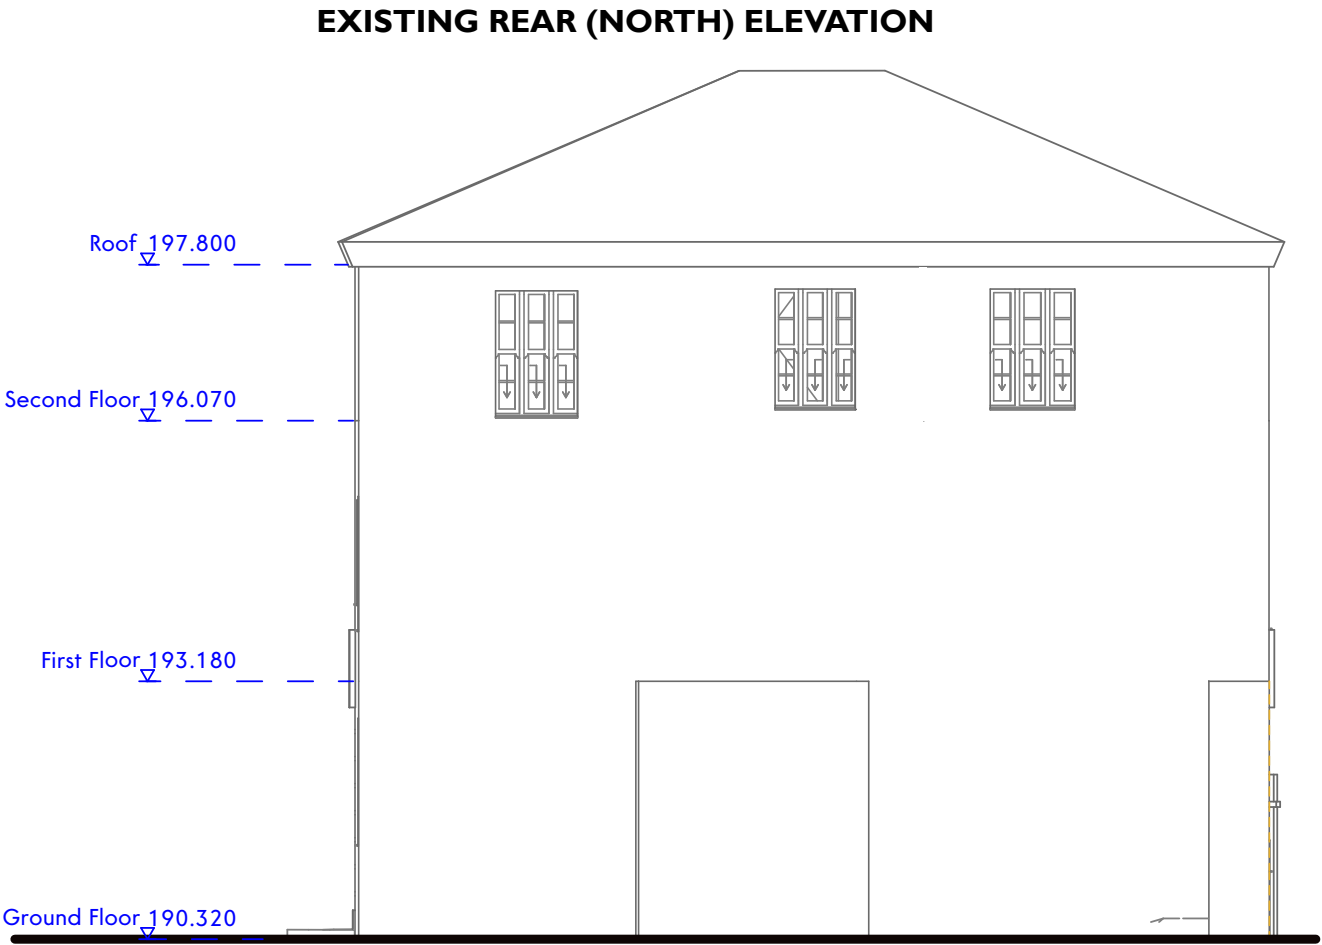 EXISTING REAR (NORTH) ELEVATION
Roof 197.800
Second Floor 196.070
First Floor 193.180
Ground Floor 190.320